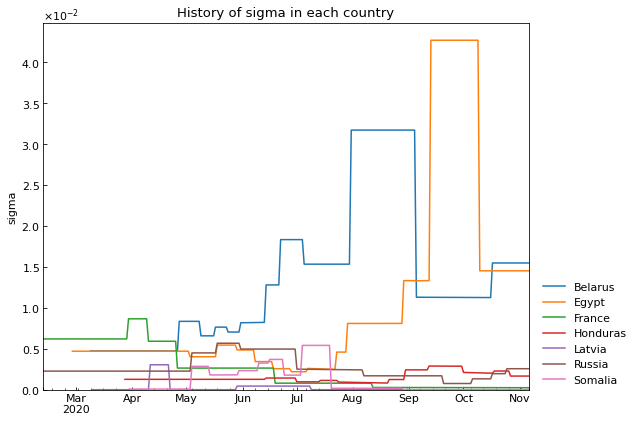 History of sigma in each country
×10⁻²
4.0
3.5
3.0
2.5
2.0
1.5
1.0
0.5
0.0
sigma
Mar Apr May Jun Jul Aug Sep Oct Nov
2020
Belarus
Egypt
France
Honduras
Latvia
Russia
Somalia